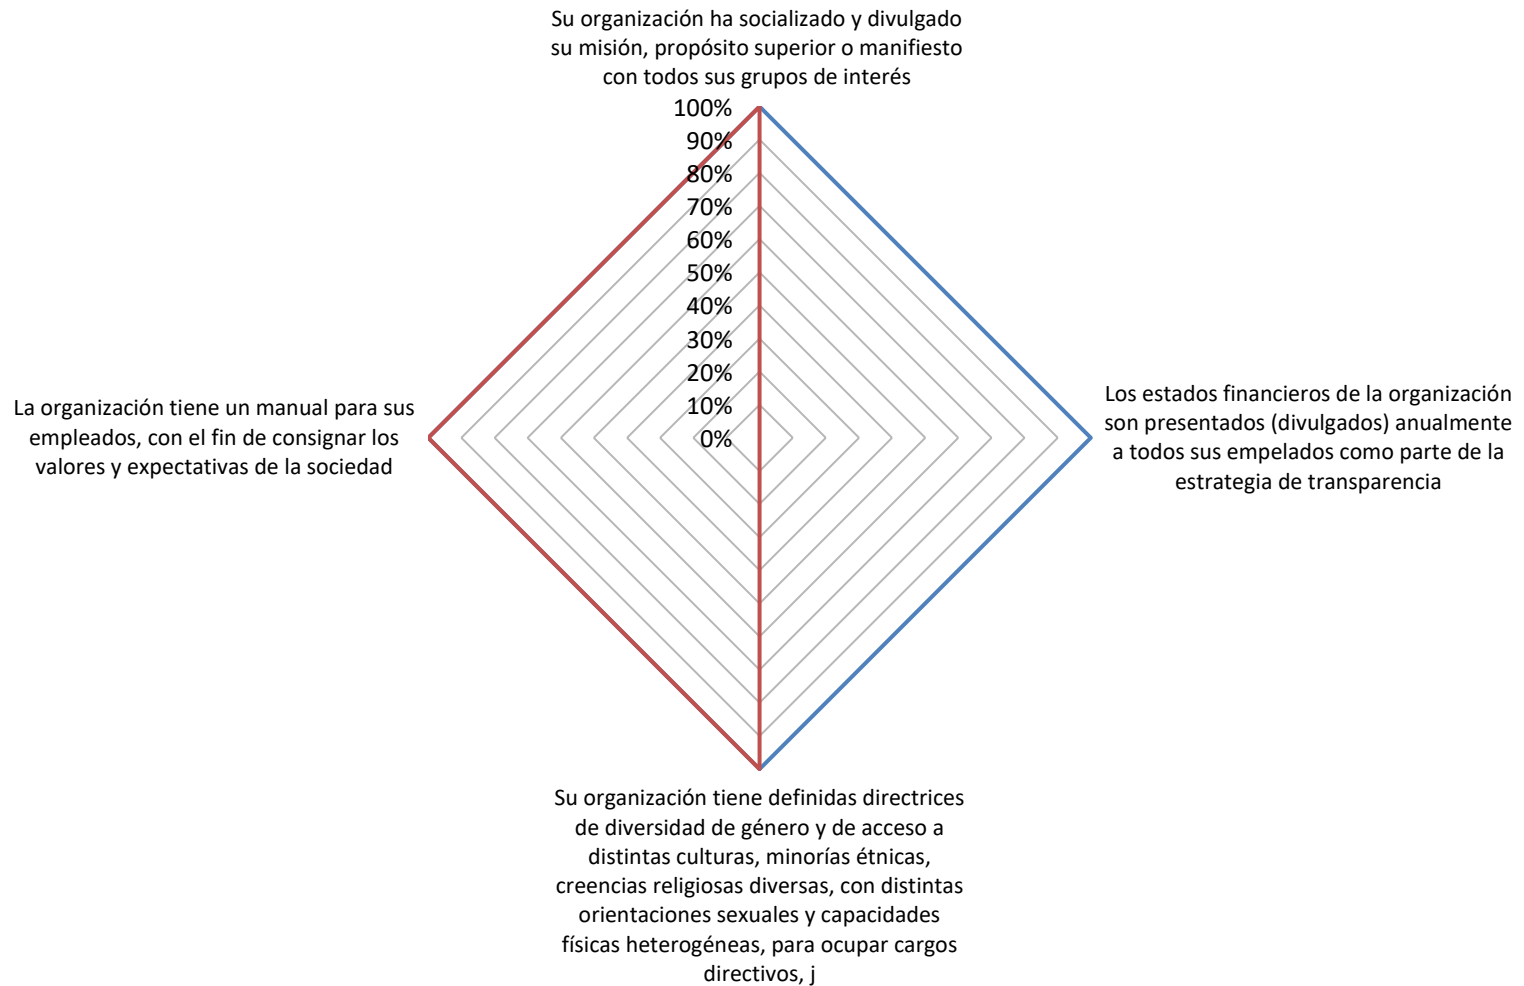 Su organización ha socializado y divulgado
su misión, propósito superior o manifiesto
con todos sus grupos de interés
100%
90%
80%
70%
60%
50%
40%
30%
20%
10%
0%
Los estados financieros de la organización
son presentados (divulgados) anualmente
a todos sus empelados como parte de la
estrategia de transparencia
Su organización tiene definidas directrices
de diversidad de género y de acceso a
distintas culturas, minorías étnicas,
creencias religiosas diversas, con distintas
orientaciones sexuales y capacidades
físicas heterogéneas, para ocupar cargos
directivos, j
La organización tiene un manual para sus
empleados, con el fin de consignar los
valores y expectativas de la sociedad